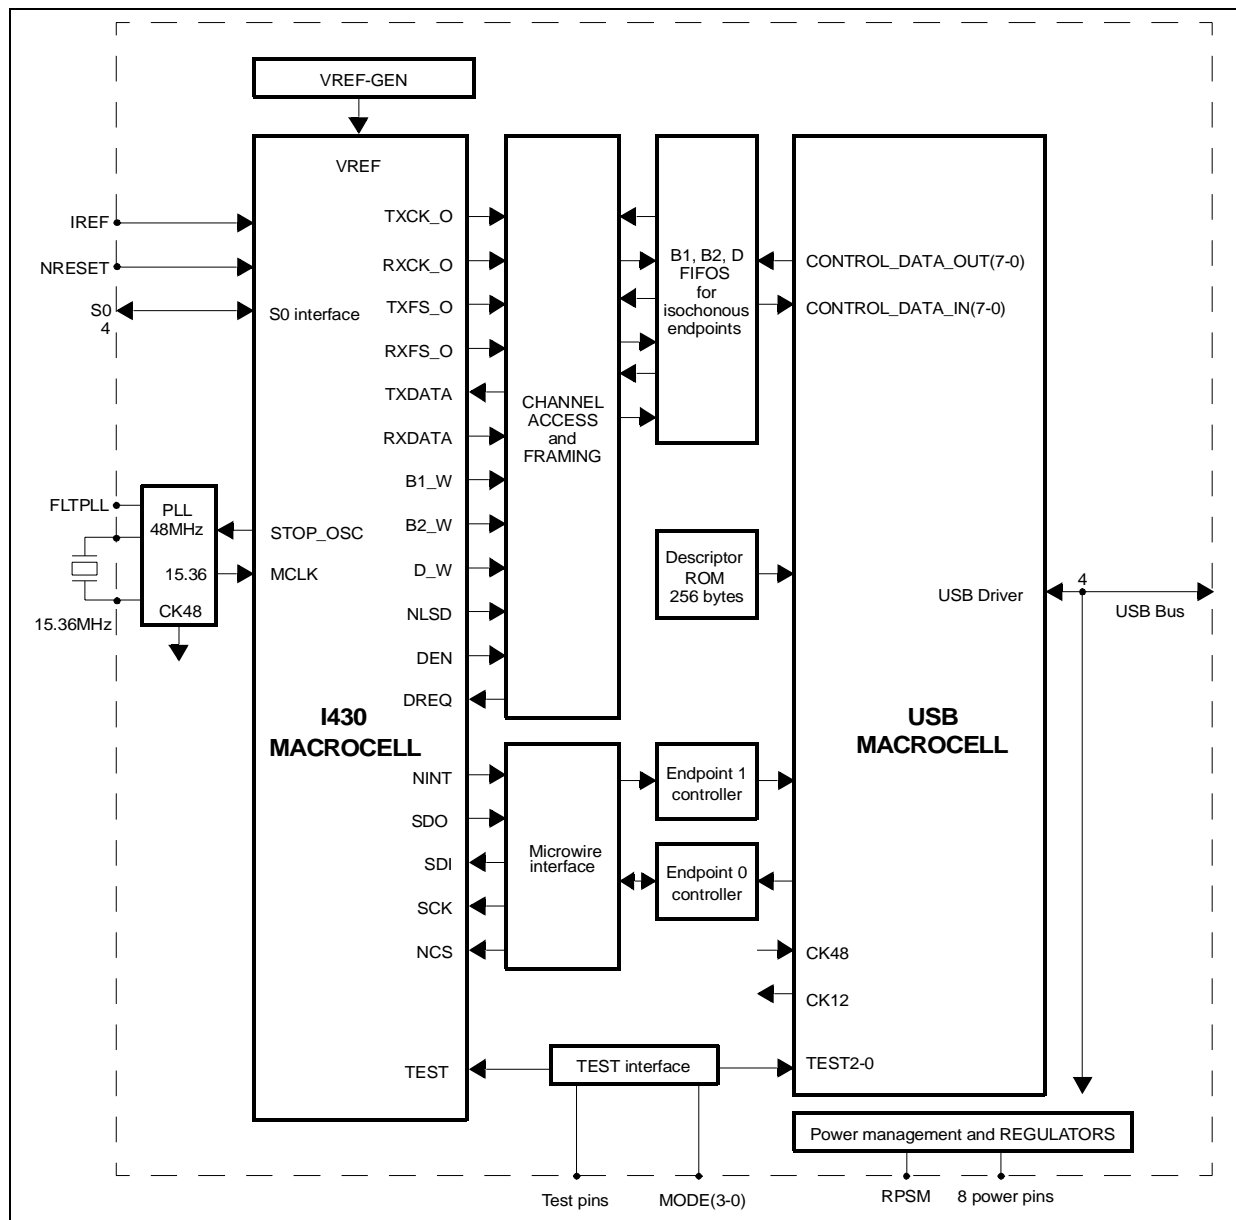 VREF-GEN
VREF
IREF
NRESET
S0
4
S0 interface
TXCK_O
RXCK_O
TXFS_O
RXFS_O
TXDATA
RXDATA
B1_W
B2_W
D_W
NLSD
DEN
DREQ
FLTPLL
PLL
48MHz
15.36
CK48
15.36MHz
STOP_OSC
MCLK
I430
MACROCELL
NINT
SDO
SDI
SCK
NCS
TEST
CHANNEL
ACCESS
and
FRAMING
B1, B2, D
FIFOS
for
isochonous
endpoints
CONTROL_DATA_OUT(7-0)
CONTROL_DATA_IN(7-0)
Descriptor
ROM
256 bytes
USB Driver
4
USB Bus
USB
MACROCELL
Microwire
interface
Endpoint 1
controller
Endpoint 0
controller
CK48
CK12
TEST2-0
TEST interface
Power management and REGULATORS
Test pins
MODE(3-0)
RPSM
8 power pins